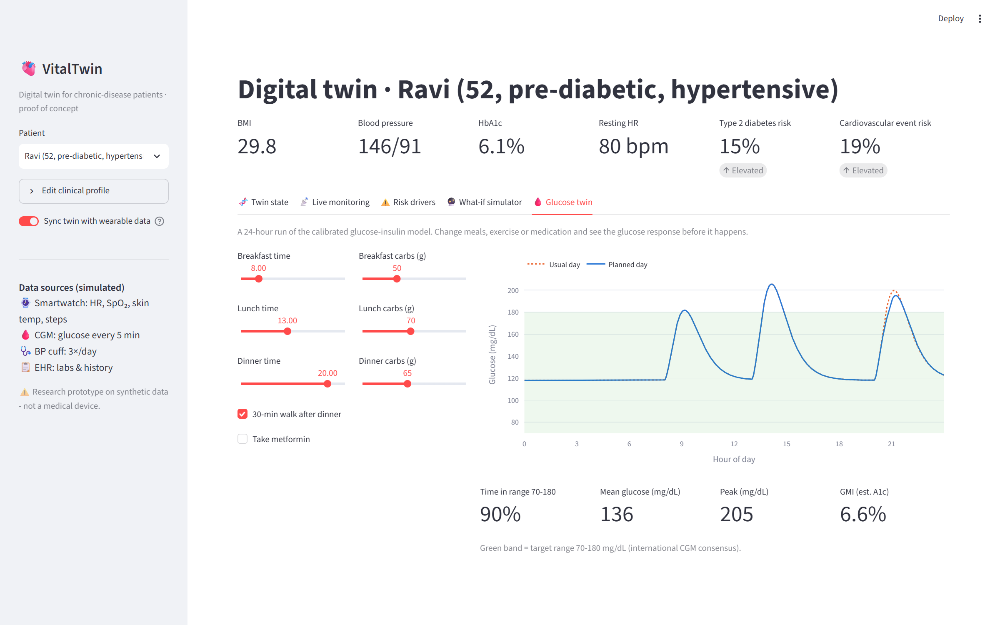 Deploy
VitalTwin
Digital twin for chronic-disease patients ·
proof of concept
Patient
Ravi (52, pre-diabetic, hypertensi
Edit clinical profile
Sync twin with wearable data
Data sources (simulated)
Smartwatch: HR, SpO₂, skin
temp, steps
CGM: glucose every 5 min
BP cuff: 3×/day
EHR: labs & history
Research prototype on synthetic data
- not a medical device.
Digital twin · Ravi (52, pre-diabetic, hypertensive)
BMI
29.8
Blood pressure
146/91
HbA1c
6.1%
Resting HR
80 bpm
Type 2 diabetes risk
15%
↑ Elevated
Cardiovascular event risk
19%
↑ Elevated
Twin state
Live monitoring
Risk drivers
What-if simulator
Glucose twin
A 24-hour run of the calibrated glucose-insulin model. Change meals, exercise or medication and see the glucose response before it happens.
Breakfast time
8.00
Breakfast carbs (g)
50
Lunch time
13.00
Lunch carbs (g)
70
Dinner time
20.00
Dinner carbs (g)
65
30-min walk after dinner
Take metformin
Usual day
Planned day
Glucose (mg/dL)
200
180
160
140
120
100
80
0 3 6 9 12 15 18 21
Hour of day
Time in range 70-180
90%
Mean glucose (mg/dL)
136
Peak (mg/dL)
205
GMI (est. A1c)
6.6%
Green band = target range 70-180 mg/dL (international CGM consensus).